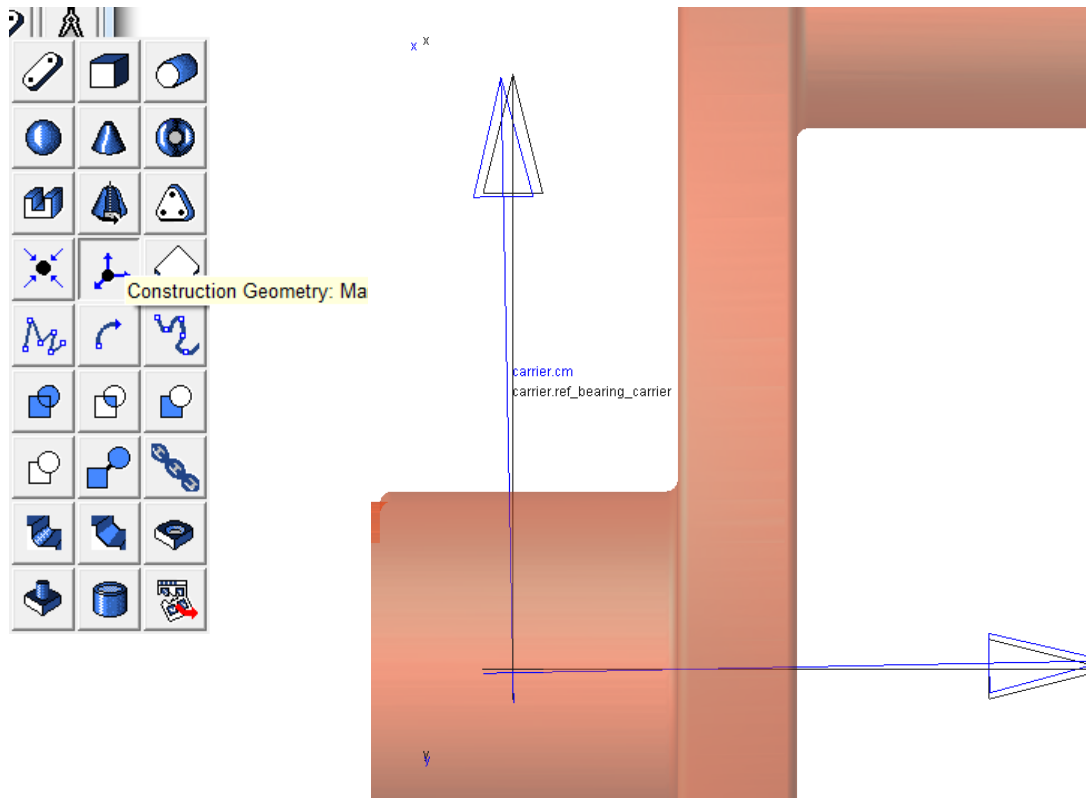 x x
Construction Geometry: Ma
carrier.cm
carrier.ref_bearing_carrier
y y